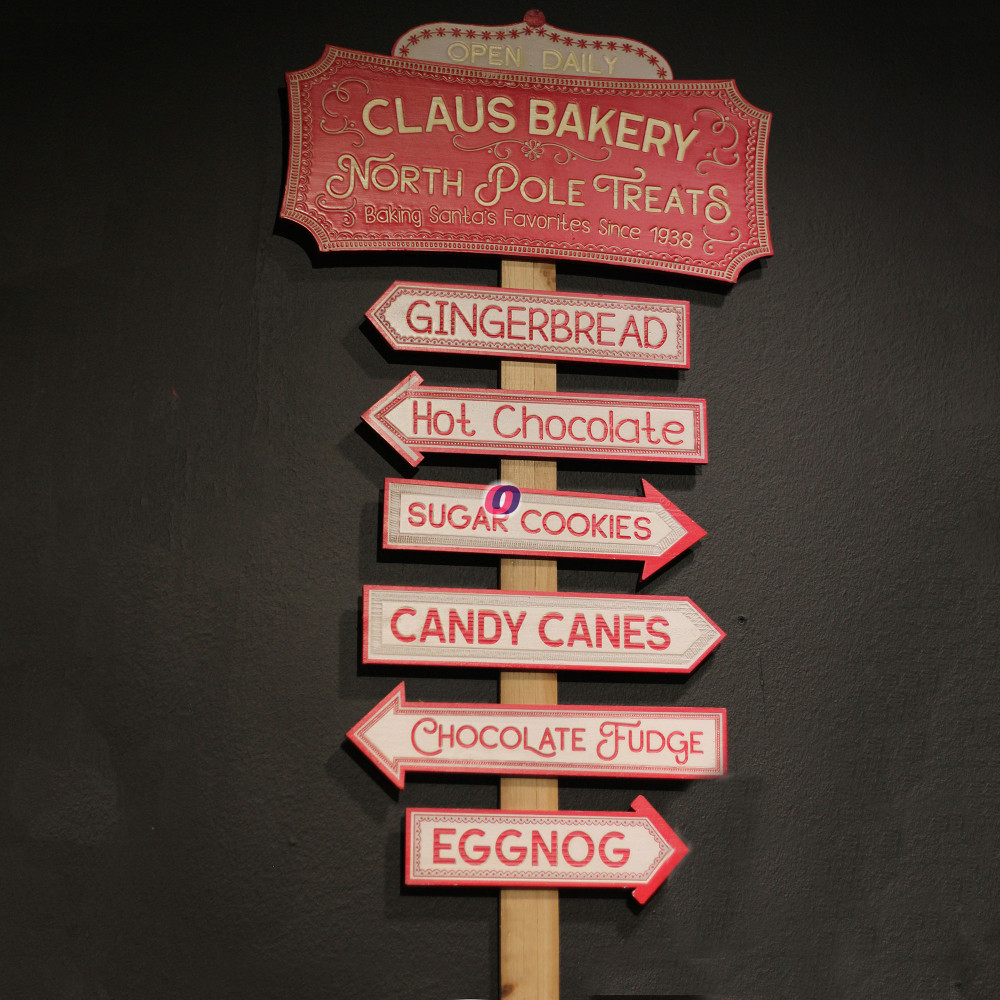 OPEN DAILY
CLAUS BAKERY
NORTH POLE TREATS
Baking Santa's Favorites Since 1938
GINGERBREAD
Hot Chocolate
O
SUGAR COOKIES
CANDY CANES
CHOCOLATE FUDGE
EGGNOG